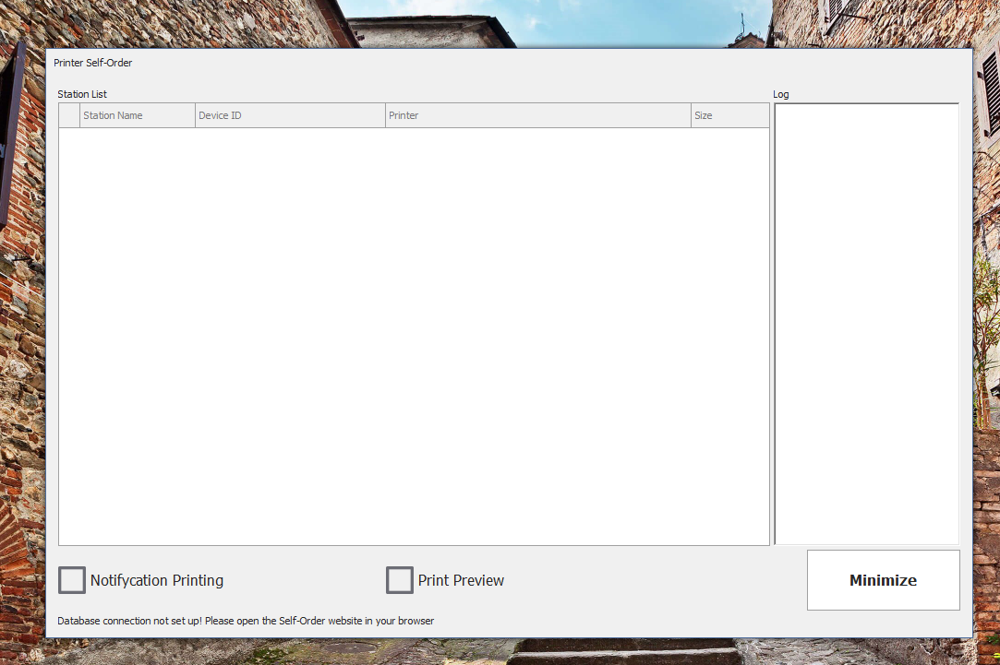 Printer Self-Order
Station List
Log
Station Name
Device ID
Printer
Size
Notifycation Printing
Print Preview
Minimize
Database connection not set up! Please open the Self-Order website in your browser